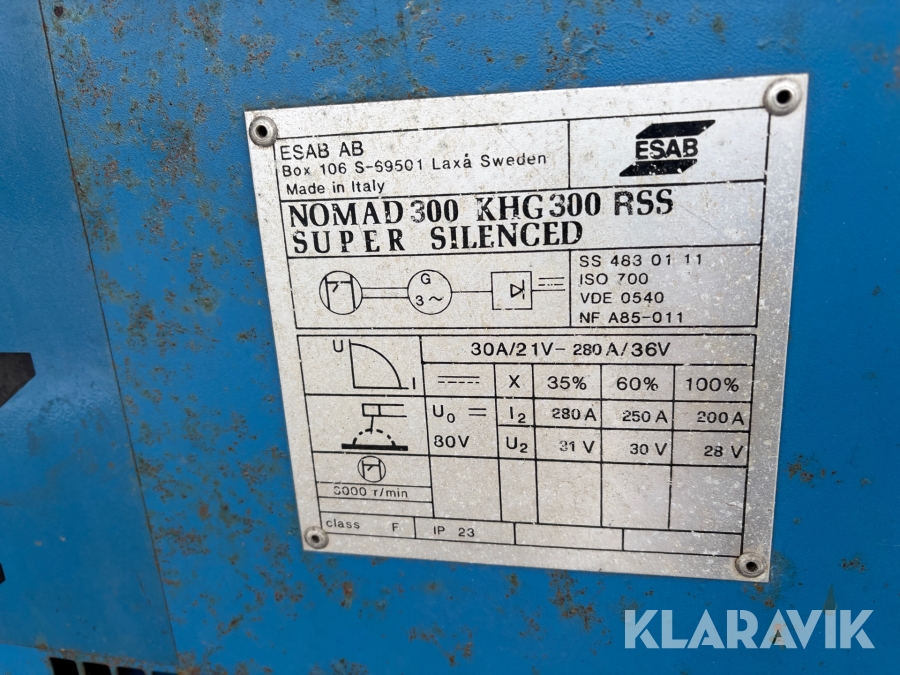 ESAB AB
Box 106 S-69501 Laxå Sweden
Made in Italy
ESAB
NOMAD 300 KHG 300 RSS
SUPER SILENCED
G
3~
SS 483 01 11
ISO 700
VDE 0540
NF A85-011
U
I
30A/21V - 280A/36V
X 35% 60% 100%
U0 I2 280 A 250 A 200 A
80V U2 31 V 30 V 28 V
3000 r/min
class F IP 23
KLARAVIK